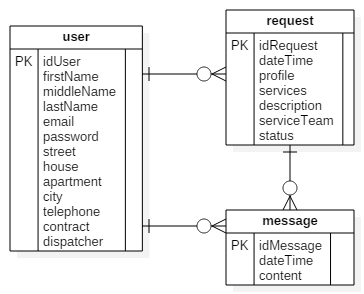 user
PK idUser
firstName
middleName
lastName
email
password
street
house
apartment
city
telephone
contract
dispatcher
request
PK idRequest
dateTime
profile
services
description
serviceTeam
status
message
PK idMessage
dateTime
content